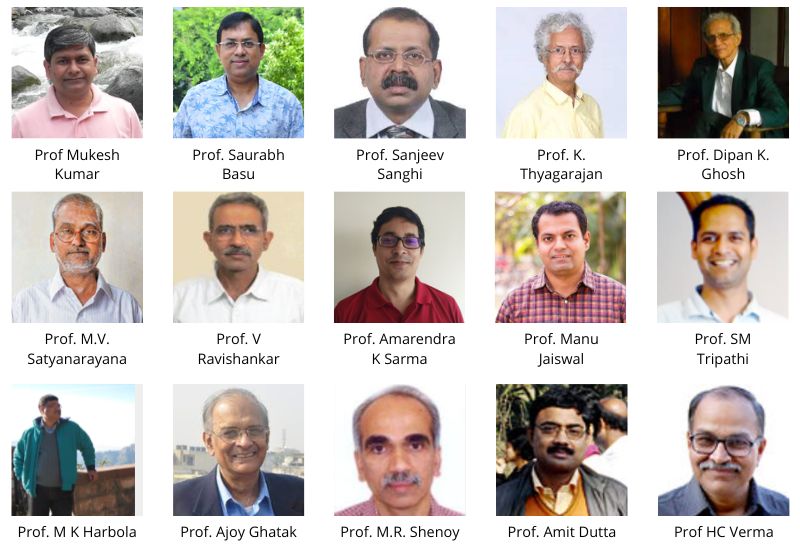 Prof Mukesh
Kumar
Prof. Saurabh
Basu
Prof. Sanjeev
Sanghi
Prof. K.
Thyagarajan
Prof. Dipan K.
Ghosh
Prof. M.V.
Satyanarayana
Prof. V
Ravishankar
Prof. Amarendra
K Sarma
Prof. Manu
Jaiswal
Prof. SM
Tripathi
Prof. M K Harbola
Prof. Ajoy Ghatak
Prof. M.R. Shenoy
Prof. Amit Dutta
Prof HC Verma